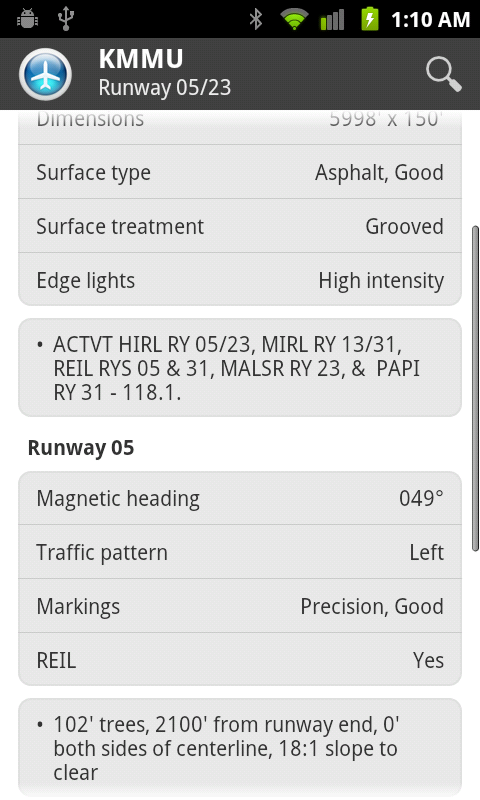 1:10 AM
KMMU
Runway 05/23
Dimensions 5998' x 150'
Surface type Asphalt, Good
Surface treatment Grooved
Edge lights High intensity
• ACTVT HIRL RY 05/23, MIRL RY 13/31,
REIL RYS 05 & 31, MALSR RY 23, &  PAPI
RY 31 - 118.1.
Runway 05
Magnetic heading 049°
Traffic pattern Left
Markings Precision, Good
REIL Yes
• 102' trees, 2100' from runway end, 0'
both sides of centerline, 18:1 slope to
clear